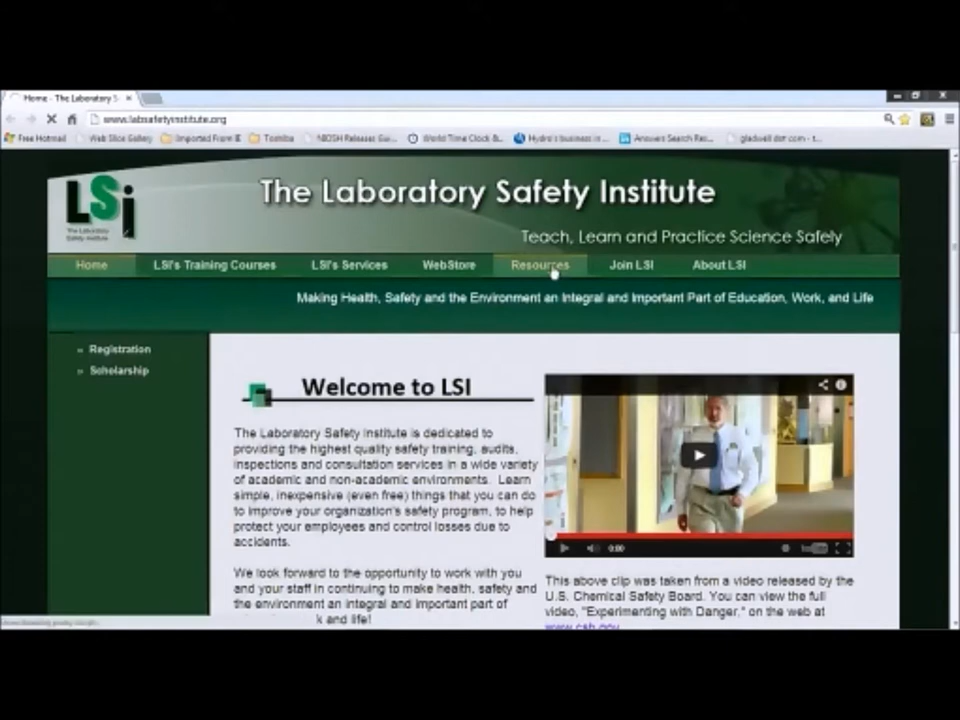 Home - The Laboratory S
www.labsafetyinstitute.org
Free Hotmail Web Slice Gallery Imported From IE Toshiba NIOSH Releases Gui... World Time Clock &... Hydro's business in ... Answers Search Res... gladwell dot com - t...
LSi
The Laboratory
Safety Institute
The Laboratory Safety Institute
Teach, Learn and Practice Science Safely
Home LSI's Training Courses LSI's Services WebStore Resources Join LSI About LSI
Making Health, Safety and the Environment an Integral and Important Part of Education, Work, and Life
» Registration
» Scholarship
Welcome to LSI
The Laboratory Safety Institute is dedicated to
providing the highest quality safety training, audits,
inspections and consultation services in a wide variety
of academic and non-academic environments. Learn
simple, inexpensive (even free) things that you can do
to improve your organization's safety program, to help
protect your employees and control losses due to
accidents.
We look forward to the opportunity to work with you
and your staff in continuing to make health, safety and
the environment an integral and important part of
k and life!
0:00
YouTube
This above clip was taken from a video released by the
U.S. Chemical Safety Board. You can view the full
video, "Experimenting with Danger," on the web at
www.csb.gov